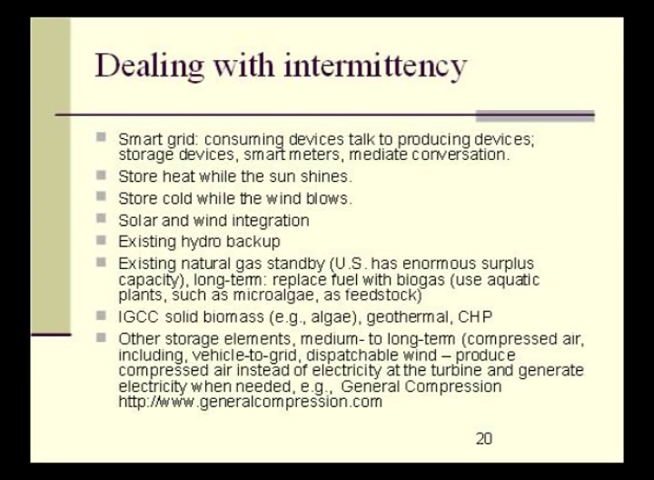 Dealing with intermittency
Smart grid: consuming devices talk to producing devices;
storage devices, smart meters, mediate conversation.
Store heat while the sun shines.
Store cold while the wind blows.
Solar and wind integration
Existing hydro backup
Existing natural gas standby (U.S. has enormous surplus
capacity), long-term: replace fuel with biogas (use aquatic
plants, such as microalgae, as feedstock)
IGCC solid biomass (e.g., algae), geothermal, CHP
Other storage elements, medium- to long-term (compressed air,
including, vehicle-to-grid, dispatchable wind – produce
compressed air instead of electricity at the turbine and generate
electricity when needed, e.g., General Compression
http://www.generalcompression.com
20